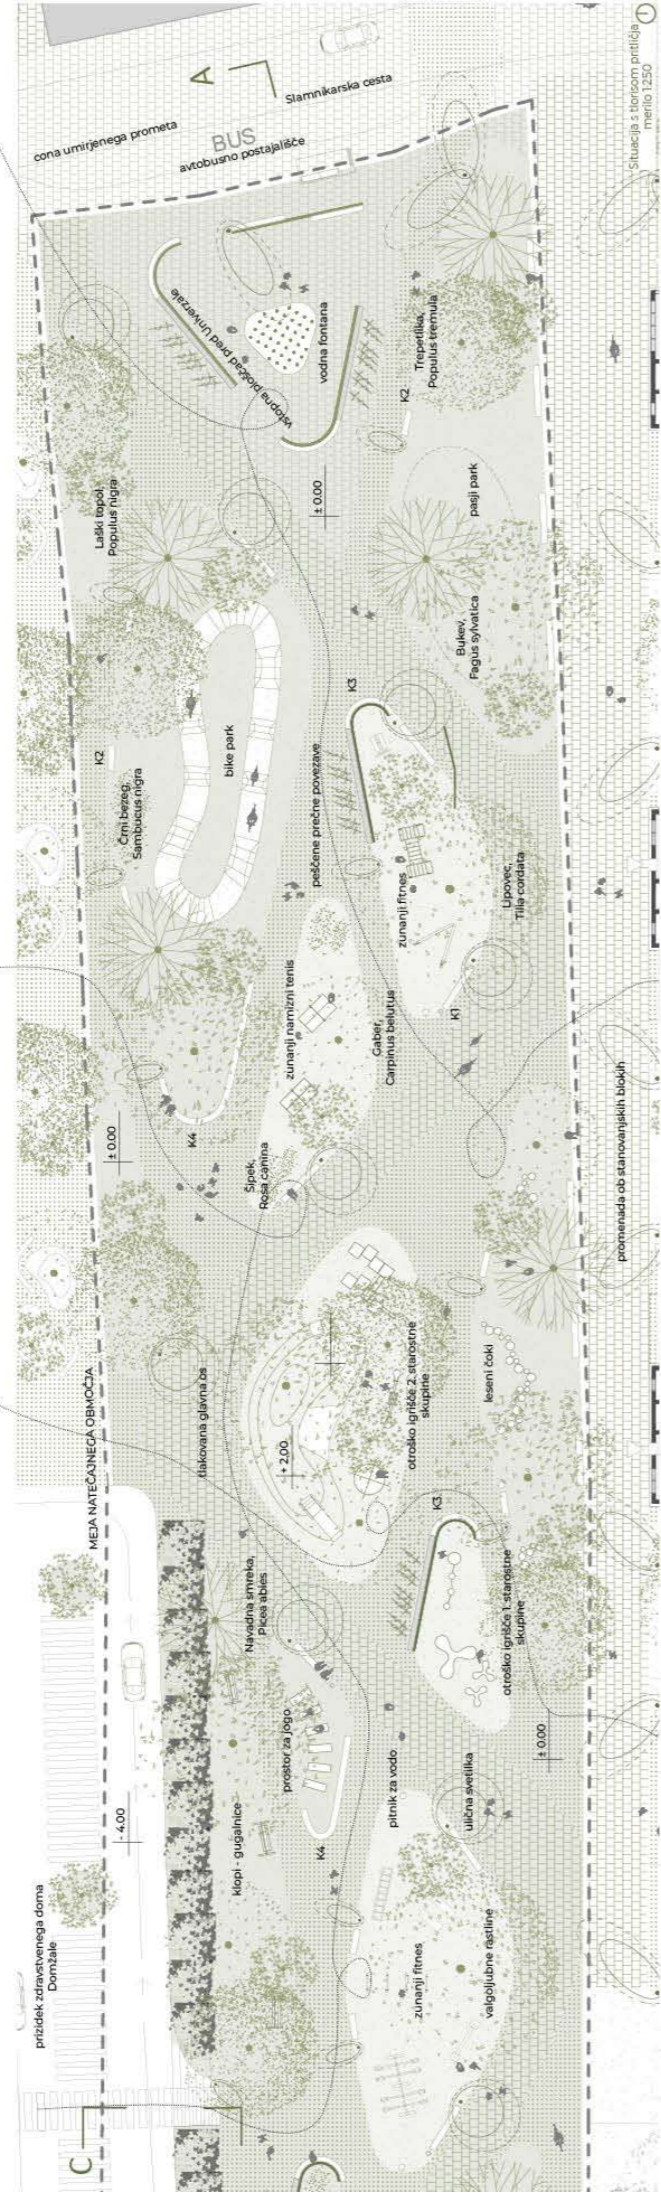 Situacija s tlorisom pritličja
merilo 1:250
A
Slamnikarska cesta
cona umirjenega prometa
BUS
avtobusno postajališče
vstopna ploščad pred Univerzale
vodna fontana
Trepetlika,
Populus tremula
K2
± 0.00
pasji park
Laški topol,
Populus nigra
Bukev,
Fagus sylvatica
K3
K2
bike park
Črni bezeg,
Sambucus nigra
peščene prečne povezave
zunanji fitnes
Lipovec,
Tilia cordata
zunanji namizni tenis
K1
Gaber,
Carpinus belutus
K4
± 0.00
Šipek,
Rosa canina
promenada ob stanovanjskih blokih
MEJA NATEČAJNEGA OBMOČJA
tlakovana glavna os
+ 2,00
otroško igrišče 2. starostne
skupine
leseni čoki
K3
Navadna smreka,
Picea abies
otroško igrišče 1. starostne
skupine
prostor za jogo
± 0.00
- 4.00
klopi - gugalnice
K4
pitnik za vodo
ulična svetilka
prizidek zdravstvenega doma
Domžale
zunanji fitnes
valgoljubne rastline
C